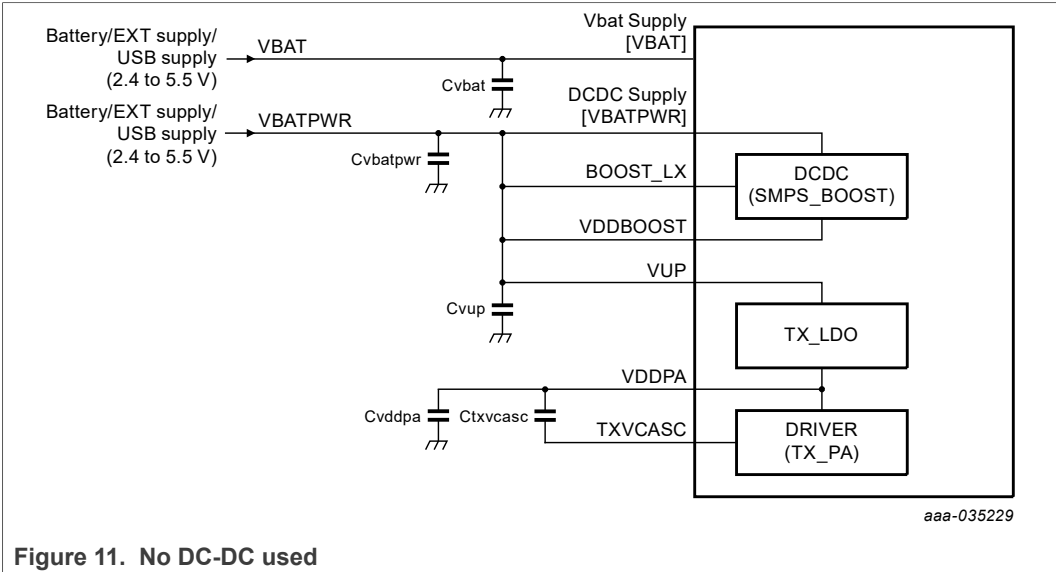 Battery/EXT supply/
USB supply
(2.4 to 5.5 V)
VBAT
Vbat Supply
[VBAT]
Cvbat
Battery/EXT supply/
USB supply
(2.4 to 5.5 V)
VBATPWR
DCDC Supply
[VBATPWR]
Cvbatpwr
BOOST_LX
DCDC
(SMPS_BOOST)
VDDBOOST
VUP
Cvup
TX_LDO
VDDPA
Cvddpa
Ctxvcasc
TXVCASC
DRIVER
(TX_PA)
aaa-035229
Figure 11. No DC-DC used